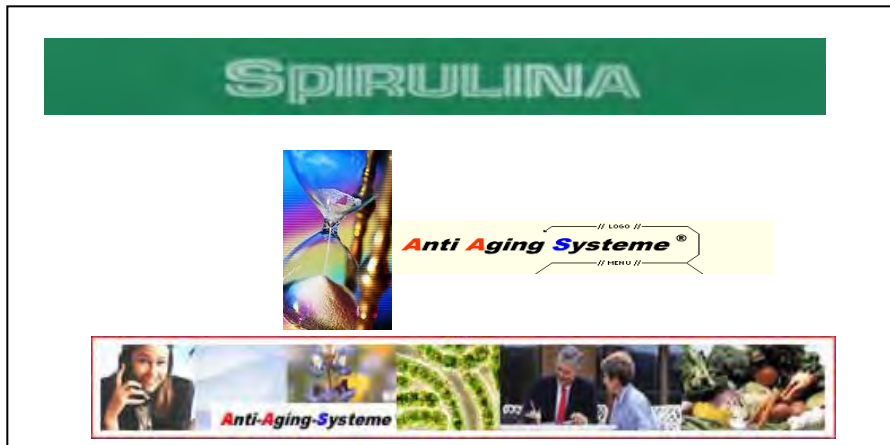 SPIRULINA
// LOGO //
Anti Aging Systeme ®
// MENU //
Anti-Aging-Systeme